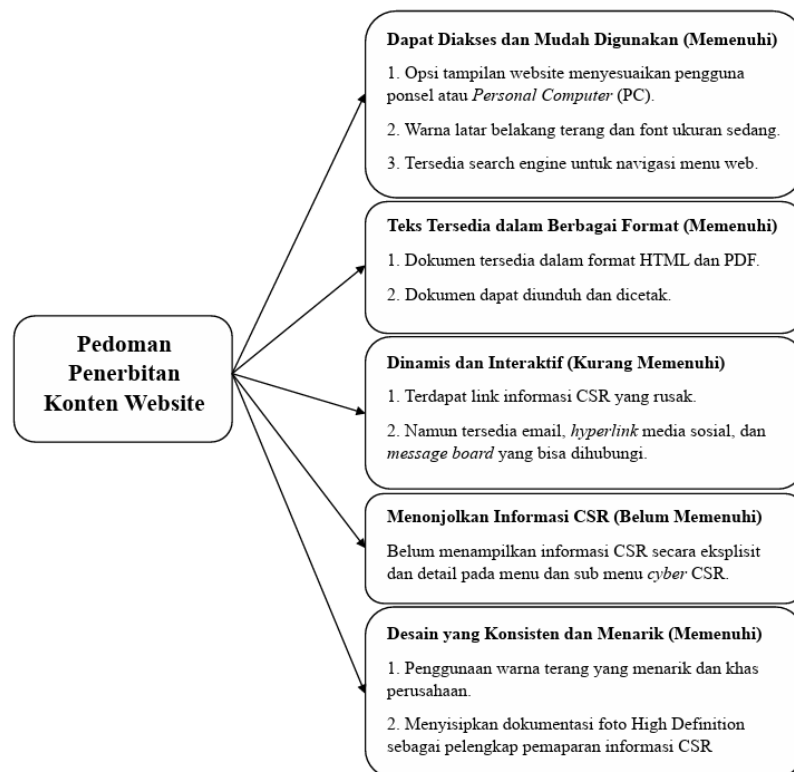 Pedoman
Penerbitan
Konten Website
Dapat Diakses dan Mudah Digunakan (Memenuhi)
1. Opsi tampilan website menyesuaikan pengguna
ponsel atau Personal Computer (PC).
2. Warna latar belakang terang dan font ukuran sedang.
3. Tersedia search engine untuk navigasi menu web.
Teks Tersedia dalam Berbagai Format (Memenuhi)
1. Dokumen tersedia dalam format HTML dan PDF.
2. Dokumen dapat diunduh dan dicetak.
Dinamis dan Interaktif (Kurang Memenuhi)
1. Terdapat link informasi CSR yang rusak.
2. Namun tersedia email, hyperlink media sosial, dan
message board yang bisa dihubungi.
Menonjolkan Informasi CSR (Belum Memenuhi)
Belum menampilkan informasi CSR secara eksplisit
dan detail pada menu dan sub menu cyber CSR.
Desain yang Konsisten dan Menarik (Memenuhi)
1. Penggunaan warna terang yang menarik dan khas
perusahaan.
2. Menyisipkan dokumentasi foto High Definition
sebagai pelengkap pemaparan informasi CSR